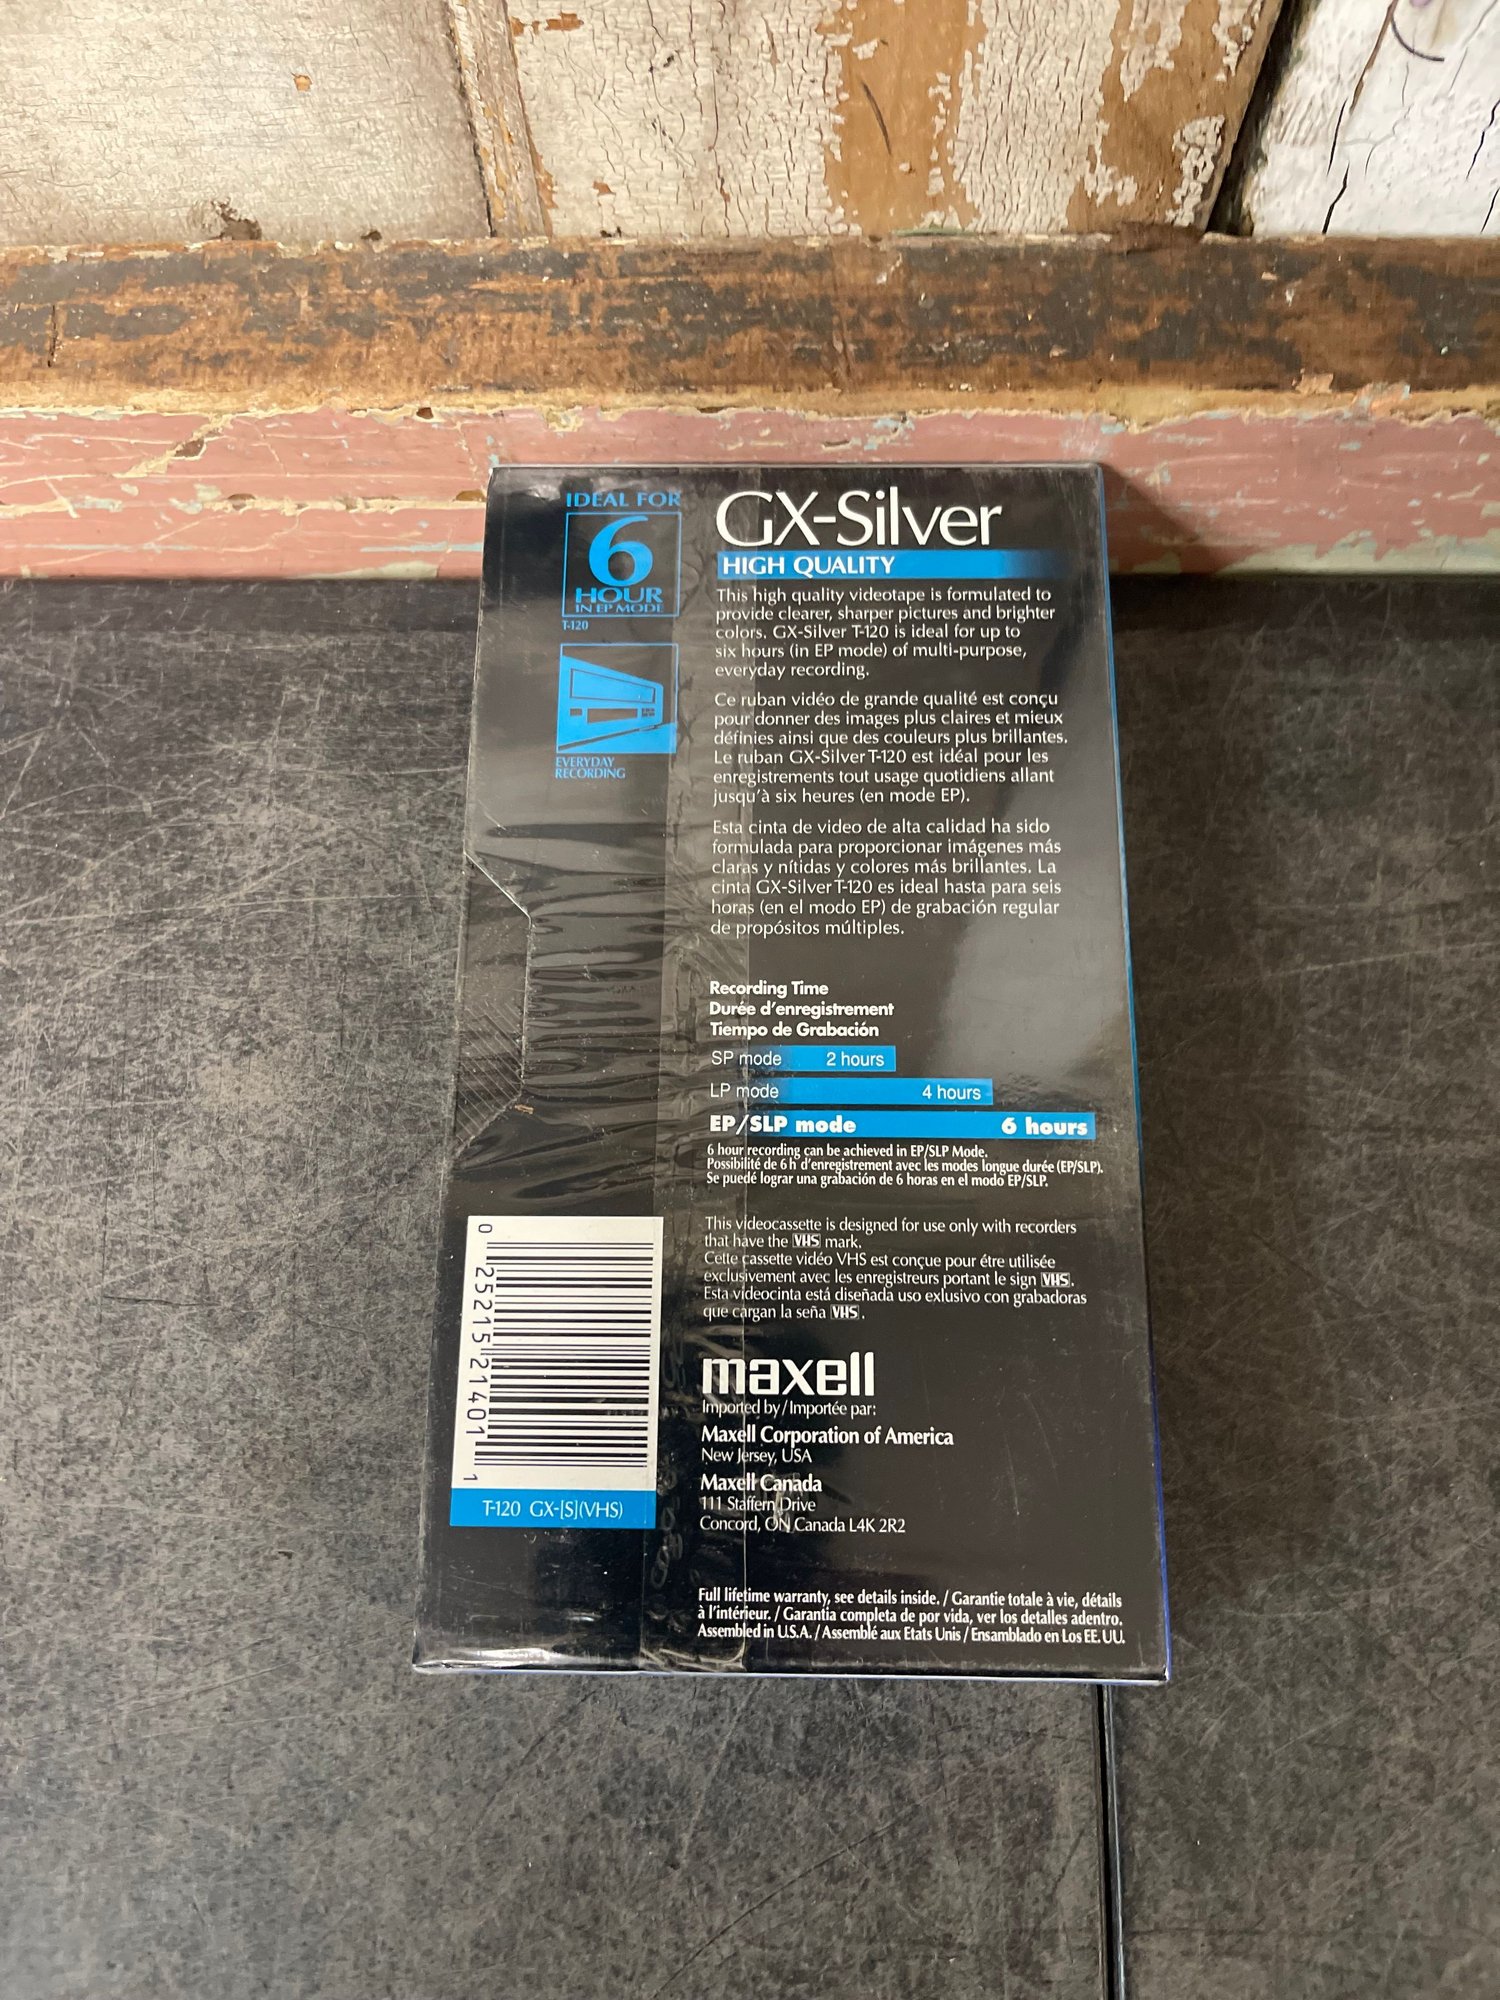 IDEAL FOR
6
HOUR
IN EP MODE
T-120
EVERYDAY
RECORDING
GX-Silver
HIGH QUALITY
This high quality videotape is formulated to
provide clearer, sharper pictures and brighter
colors. GX-Silver T-120 is ideal for up to
six hours (in EP mode) of multi-purpose,
everyday recording.
Ce ruban vidéo de grande qualité est conçu
pour donner des images plus claires et mieux
définies ainsi que des couleurs plus brillantes.
Le ruban GX-Silver T-120 est idéal pour les
enregistrements tout usage quotidiens allant
jusqu'à six heures (en mode EP).
Esta cinta de video de alta calidad ha sido
formulada para proporcionar imágenes más
claras y nítidas y colores más brillantes. La
cinta GX-Silver T-120 es ideal hasta para seis
horas (en el modo EP) de grabación regular
de propósitos múltiples.
Recording Time
Durée d'enregistrement
Tiempo de Grabación
SP mode 2 hours
LP mode 4 hours
EP/SLP mode 6 hours
6 hour recording can be achieved in EP/SLP Mode.
Possibilité de 6 h d'enregistrement avec les modes longue durée (EP/SLP).
Se puedé lograr una grabación de 6 horas en el modo EP/SLP.
This videocassette is designed for use only with recorders
that have the VHS mark.
Cette cassette vidéo VHS est conçue pour étre utilisée
exclusivement avec les enregistreurs portant le sign VHS.
Esta videocinta está diseñada uso exlusivo con grabadoras
que cargan la seña VHS.
maxell
Imported by/Importée par:
Maxell Corporation of America
New Jersey, USA
Maxell Canada
111 Staffern Drive
Concord, ON Canada L4K 2R2
Full lifetime warranty, see details inside. / Garantie totale à vie, détails
à l'intérieur. / Garantia completa de por vida, ver los detalles adentro.
Assembled in U.S.A. / Assemblé aux Etats Unis / Ensamblado en Los EE. UU.
0 25215 21401 1
T-120 GX-[S](VHS)